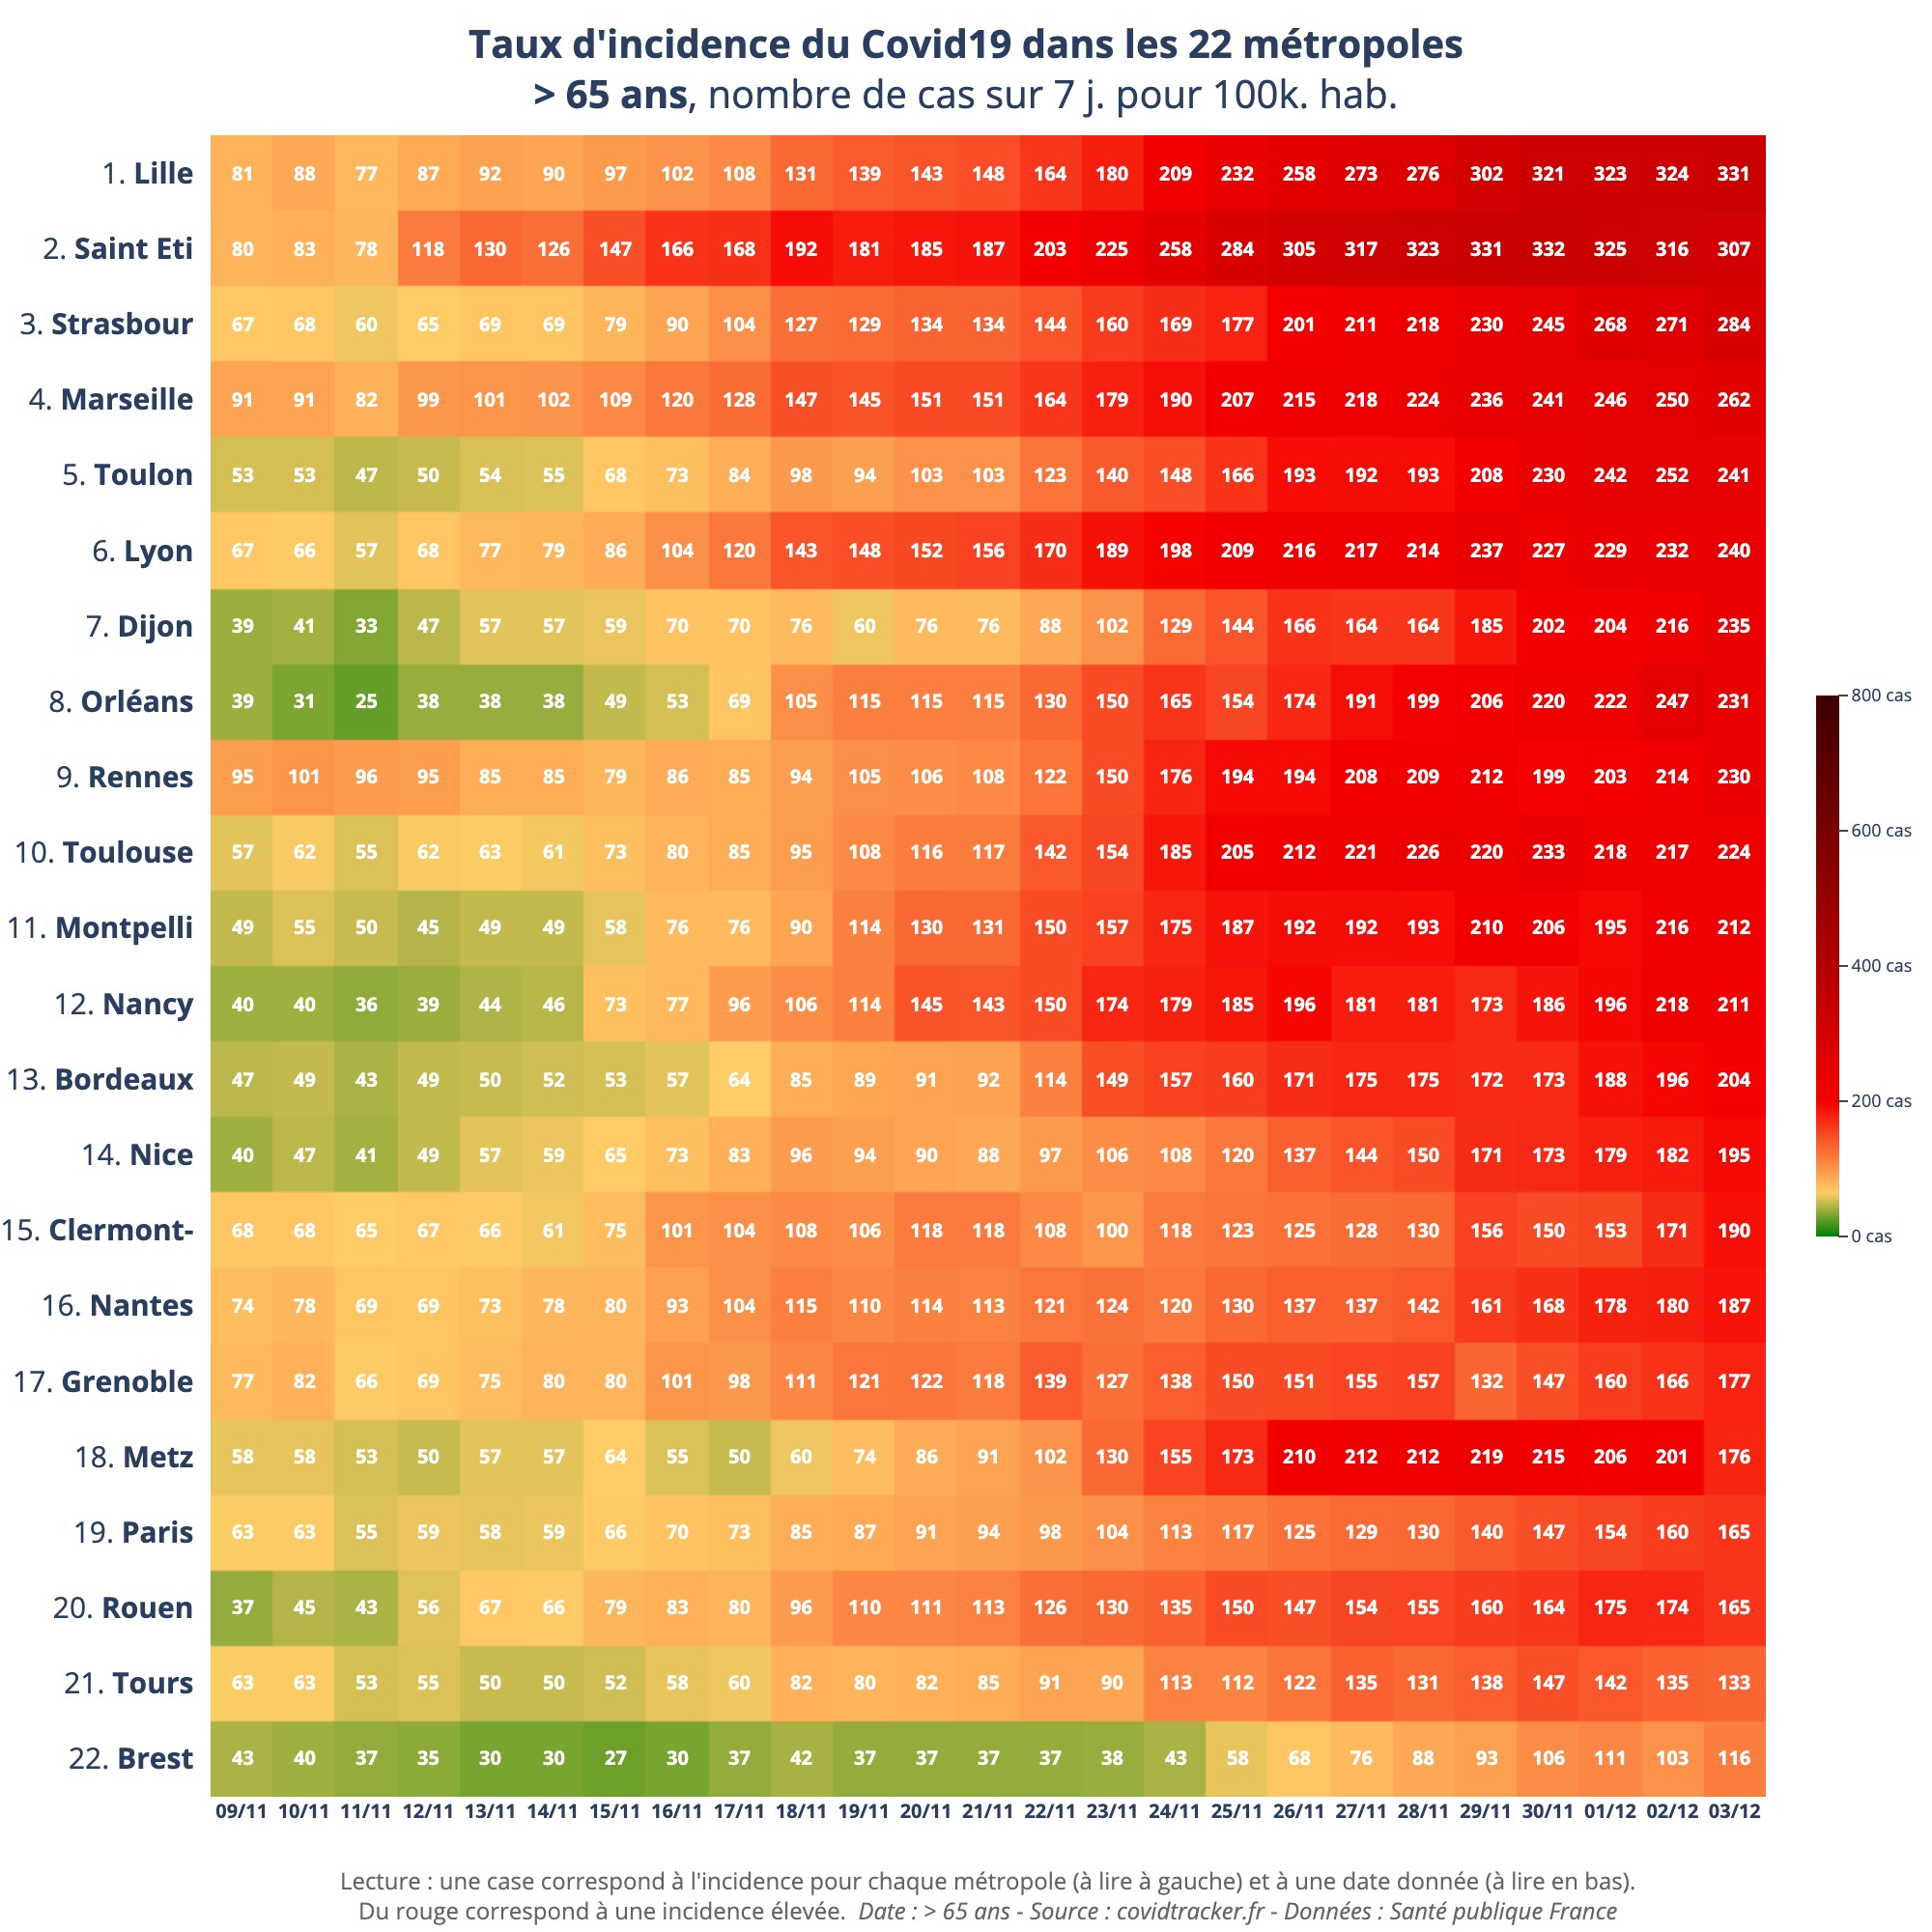 Taux d'incidence du Covid19 dans les 22 métropoles
> 65 ans, nombre de cas sur 7 j. pour 100k. hab.
1. Lille 81 88 77 87 92 90 97 102 108 131 139 143 148 164 180 209 232 258 273 276 302 321 323 324 331
2. Saint Eti 80 83 78 118 130 126 147 166 168 192 181 185 187 203 225 258 284 305 317 323 331 332 325 316 307
3. Strasbour 67 68 60 65 69 69 79 90 104 127 129 134 134 144 160 169 177 201 211 218 230 245 268 271 284
4. Marseille 91 91 82 99 101 102 109 120 128 147 145 151 151 164 179 190 207 215 218 224 236 241 246 250 262
5. Toulon 53 53 47 50 54 55 68 73 84 98 94 103 103 123 140 148 166 193 192 193 208 230 242 252 241
6. Lyon 67 66 57 68 77 79 86 104 120 143 148 152 156 170 189 198 209 216 217 214 237 227 229 232 240
7. Dijon 39 41 33 47 57 57 59 70 70 76 60 76 76 88 102 129 144 166 164 164 185 202 204 216 235
8. Orléans 39 31 25 38 38 38 49 53 69 105 115 115 115 130 150 165 154 174 191 199 206 220 222 247 231
9. Rennes 95 101 96 95 85 85 79 86 85 94 105 106 108 122 150 176 194 194 208 209 212 199 203 214 230
10. Toulouse 57 62 55 62 63 61 73 80 85 95 108 116 117 142 154 185 205 212 221 226 220 233 218 217 224
11. Montpelli 49 55 50 45 49 49 58 76 76 90 114 130 131 150 157 175 187 192 192 193 210 206 195 216 212
12. Nancy 40 40 36 39 44 46 73 77 96 106 114 145 143 150 174 179 185 196 181 181 173 186 196 218 211
13. Bordeaux 47 49 43 49 50 52 53 57 64 85 89 91 92 114 149 157 160 171 175 175 172 173 188 196 204
14. Nice 40 47 41 49 57 59 65 73 83 96 94 90 88 97 106 108 120 137 144 150 171 173 179 182 195
15. Clermont- 68 68 65 67 66 61 75 101 104 108 106 118 118 108 100 118 123 125 128 130 156 150 153 171 190
16. Nantes 74 78 69 69 73 78 80 93 104 115 110 114 113 121 124 120 130 137 137 142 161 168 178 180 187
17. Grenoble 77 82 66 69 75 80 80 101 98 111 121 122 118 139 127 138 150 151 155 157 132 147 160 166 177
18. Metz 58 58 53 50 57 57 64 55 50 60 74 86 91 102 130 155 173 210 212 212 219 215 206 201 176
19. Paris 63 63 55 59 58 59 66 70 73 85 87 91 94 98 104 113 117 125 129 130 140 147 154 160 165
20. Rouen 37 45 43 56 67 66 79 83 80 96 110 111 113 126 130 135 150 147 154 155 160 164 175 174 165
21. Tours 63 63 53 55 50 50 52 58 60 82 80 82 85 91 90 113 112 122 135 131 138 147 142 135 133
22. Brest 43 40 37 35 30 30 27 30 37 42 37 37 37 37 38 43 58 68 76 88 93 106 111 103 116
09/11 10/11 11/11 12/11 13/11 14/11 15/11 16/11 17/11 18/11 19/11 20/11 21/11 22/11 23/11 24/11 25/11 26/11 27/11 28/11 29/11 30/11 01/12 02/12 03/12
800 cas
600 cas
400 cas
200 cas
0 cas
Lecture : une case correspond à l'incidence pour chaque métropole (à lire à gauche) et à une date donnée (à lire en bas).
Du rouge correspond à une incidence élevée. Date : > 65 ans - Source : covidtracker.fr - Données : Santé publique France